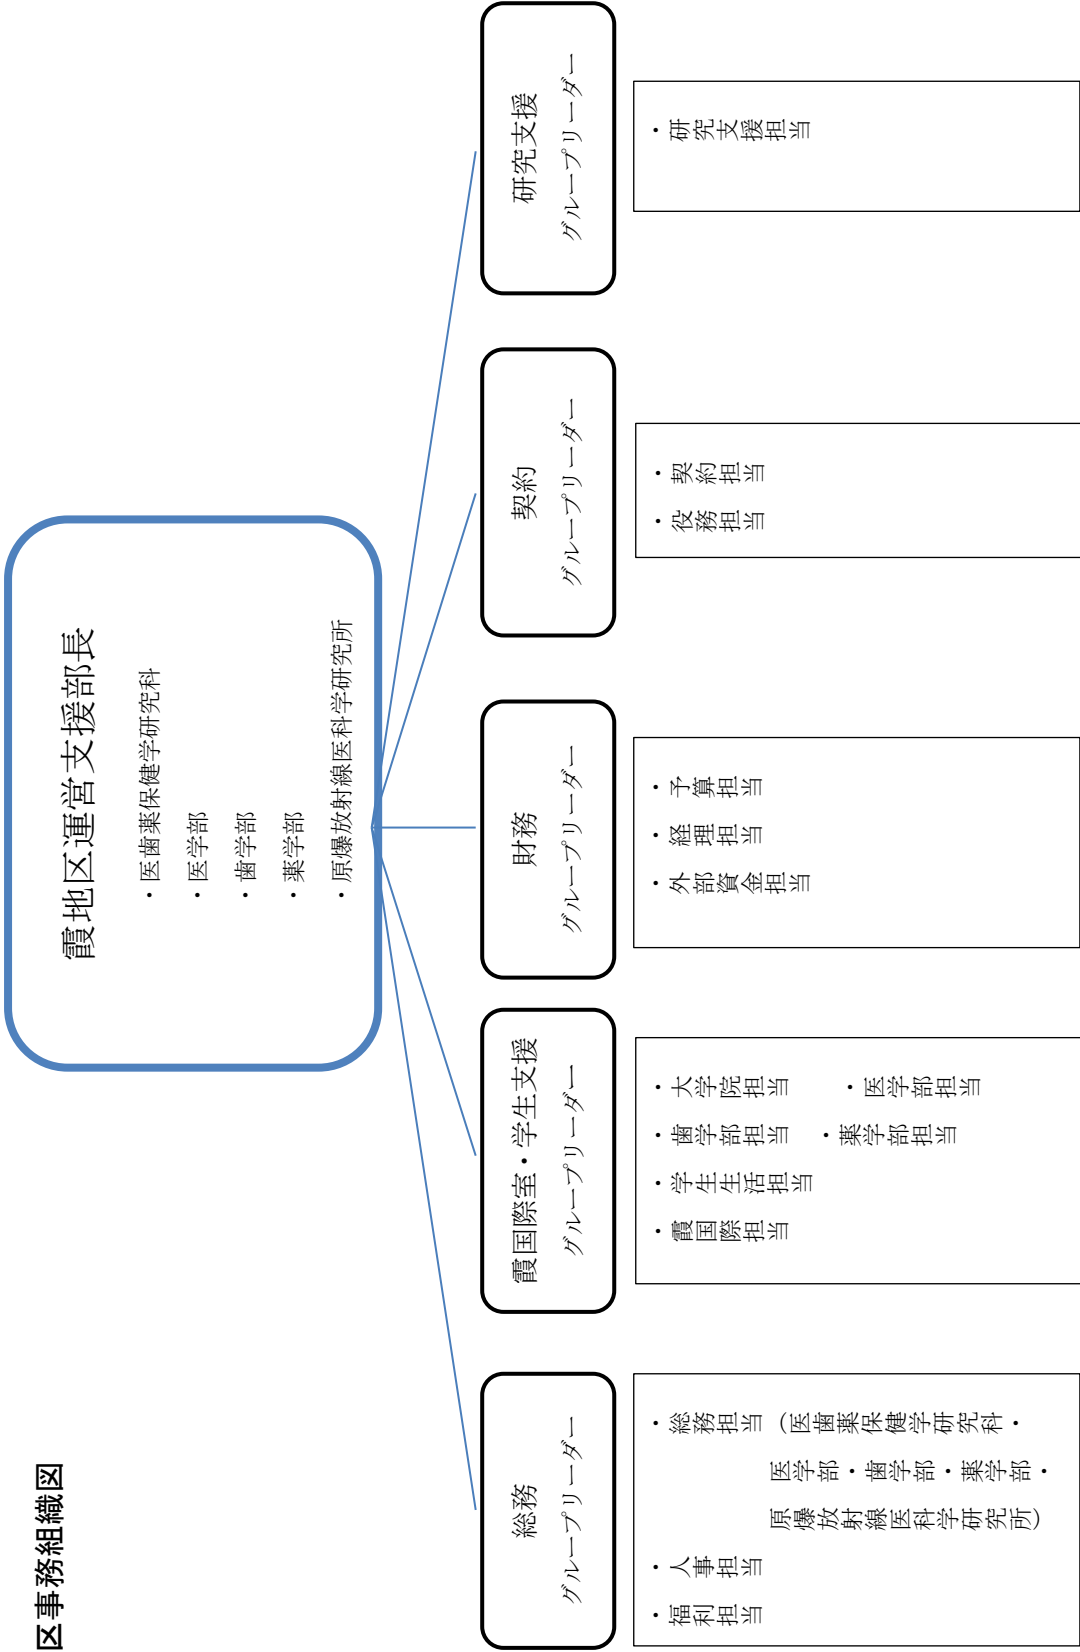 区事務組織図
霞地区運営支援部長
・医歯薬保健学研究科
・医学部
・歯学部
・薬学部
・原爆放射線医科学研究所
総務
グループリーダー
・総務担当（医歯薬保健学研究科・
医学部・歯学部・薬学部・
原爆放射線医科学研究所）
・人事担当
・福利担当
霞国際室・学生支援
グループリーダー
・大学院担当　・医学部担当
・歯学部担当　・薬学部担当
・学生生活担当
・霞国際担当
財務
グループリーダー
・予算担当
・経理担当
・外部資金担当
契約
グループリーダー
・契約担当
・役務担当
研究支援
グループリーダー
・研究支援担当